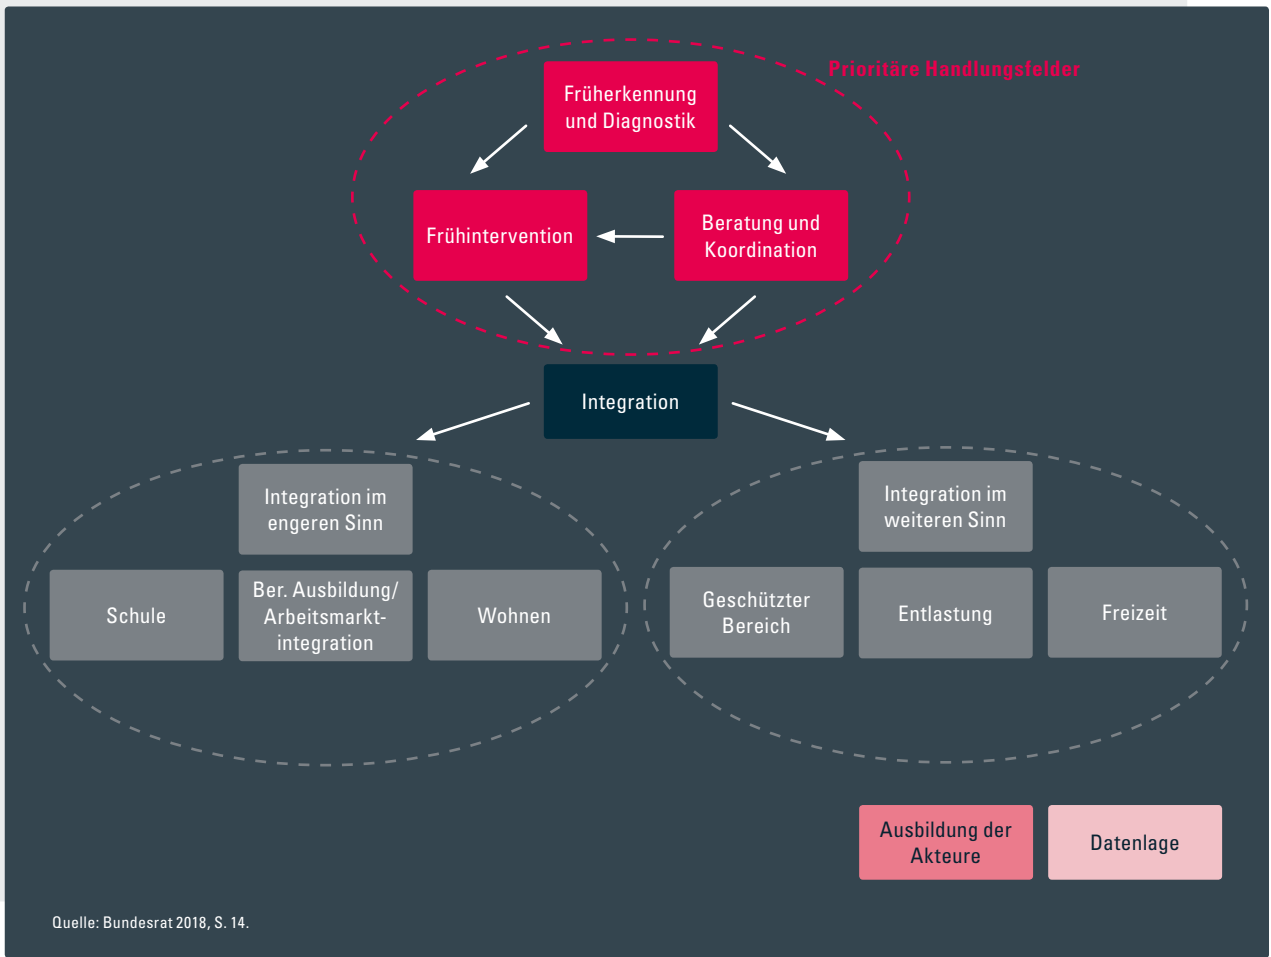 Prioritäre Handlungsfelder
Früherkennung
und Diagnostik
Frühintervention
Beratung und
Koordination
Integration
Integration im
engeren Sinn
Schule
Ber. Ausbildung/
Arbeitsmarkt-
integration
Wohnen
Integration im
weiteren Sinn
Geschützter
Bereich
Entlastung
Freizeit
Ausbildung der
Akteure
Datenlage
Quelle: Bundesrat 2018, S. 14.